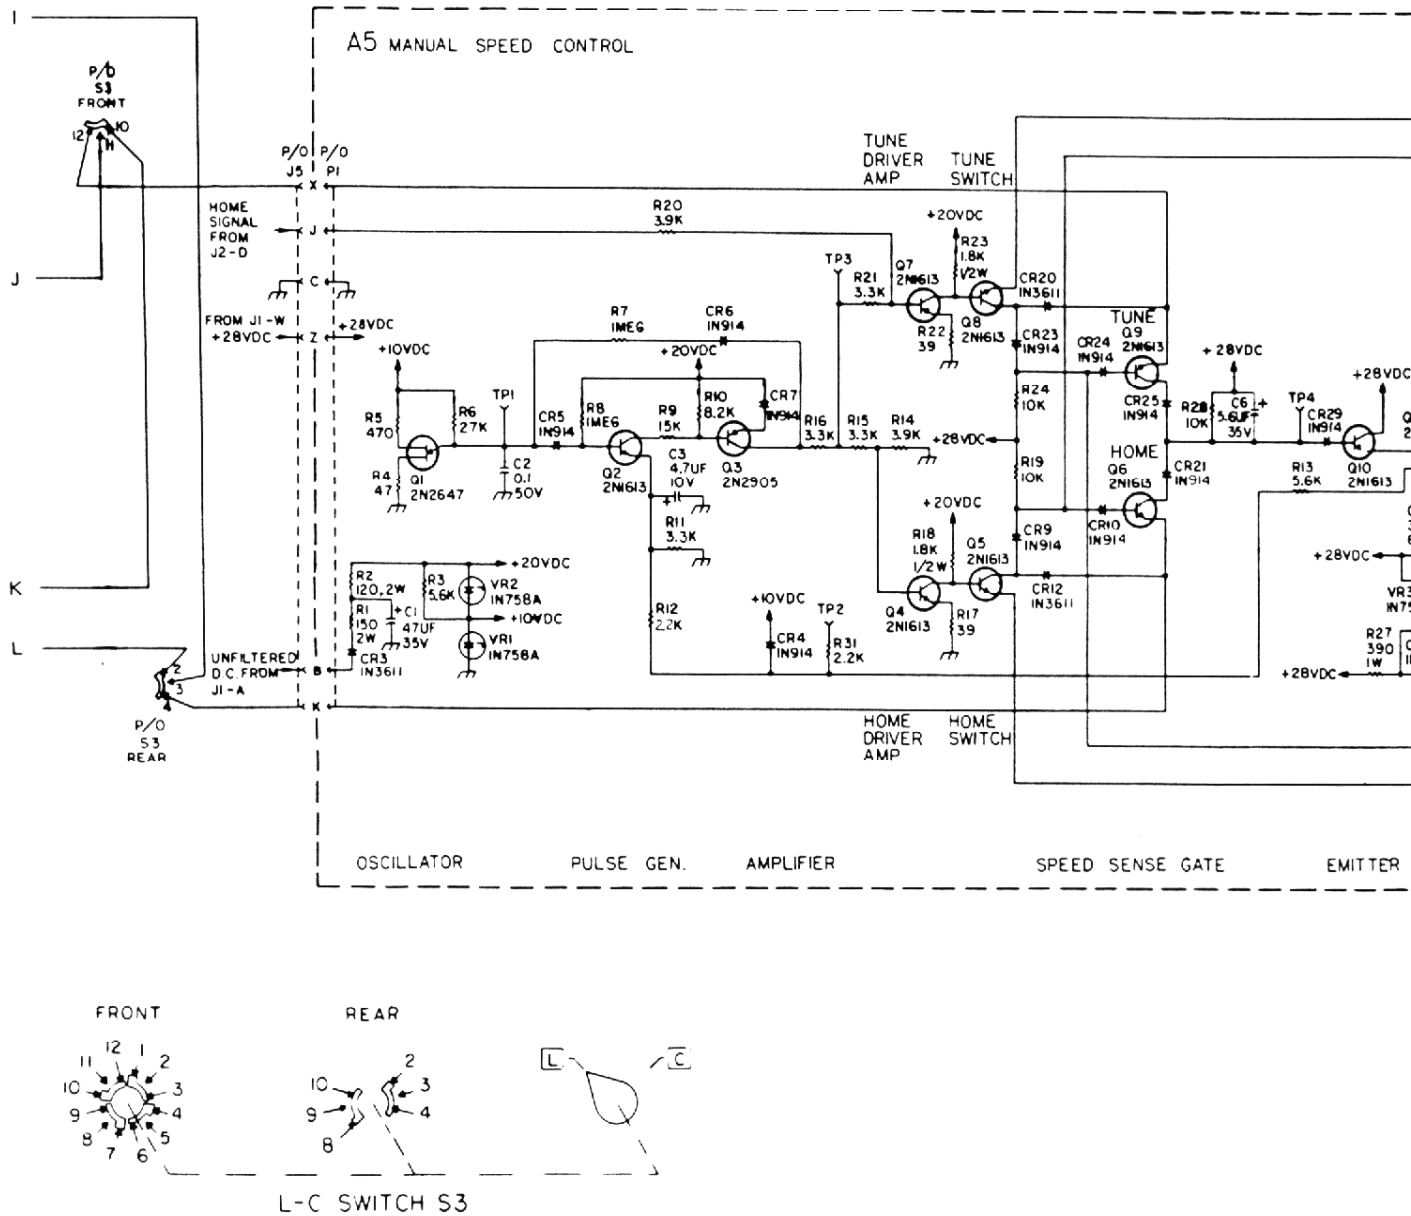 I
A5 MANUAL SPEED CONTROL
P/O
S3
FRONT
12
10
J
P/O
J5
P/O
P1
X
HOME
SIGNAL
FROM
J2-D
J
C
FROM J1-W
+28VDC
Z
+28VDC
TUNE
DRIVER
AMP
TUNE
SWITCH
R20
3.9K
+20VDC
R23
1.8K
1/2W
TP3
R21
3.3K
Q7
2N1613
CR20
1N3611
R22
39
Q8
2N1613
CR23
1N914
TUNE
Q9
2N1613
CR24
1N914
R7
1MEG
CR6
1N914
+20VDC
+10VDC
TP1
R5
470
R6
27K
CR5
1N914
R8
1MEG
R9
15K
R10
8.2K
CR7
1N914
R4
47
Q1
2N2647
C2
0.1
50V
Q2
2N1613
C3
4.7UF
10V
+
Q3
2N2905
R16
3.3K
R15
3.3K
R14
3.9K
R24
10K
CR25
1N914
+28VDC
R28
10K
C6
5.6UF
35V
+
TP4
CR29
1N914
+28VDC
+28VDC
HOME
R19
10K
Q6
2N1613
CR21
1N914
R13
5.6K
Q10
2N1613
CR10
1N914
R11
3.3K
+20VDC
R18
1.8K
1/2W
Q5
2N1613
CR9
1N914
CR12
1N3611
Q4
2N1613
R17
39
K
R2
120,2W
R1
150
2W
+
C1
47UF
35V
CR3
1N3611
R3
5.6K
VR2
1N758A
+20VDC
+10VDC
VR1
1N758A
R12
2.2K
+10VDC
CR4
1N914
TP2
R31
2.2K
+28VDC
VR3
1N75
R27
390
1W
+28VDC
L
2
3
4
P/O
S3
REAR
UNFILTERED
D.C. FROM
J1-A
B
K
HOME
DRIVER
AMP
HOME
SWITCH
OSCILLATOR
PULSE GEN.
AMPLIFIER
SPEED SENSE GATE
EMITTER
FRONT
1
2
3
4
5
6
7
8
9
10
11
12
REAR
2
3
4
8
9
10
L
C
L-C SWITCH S3